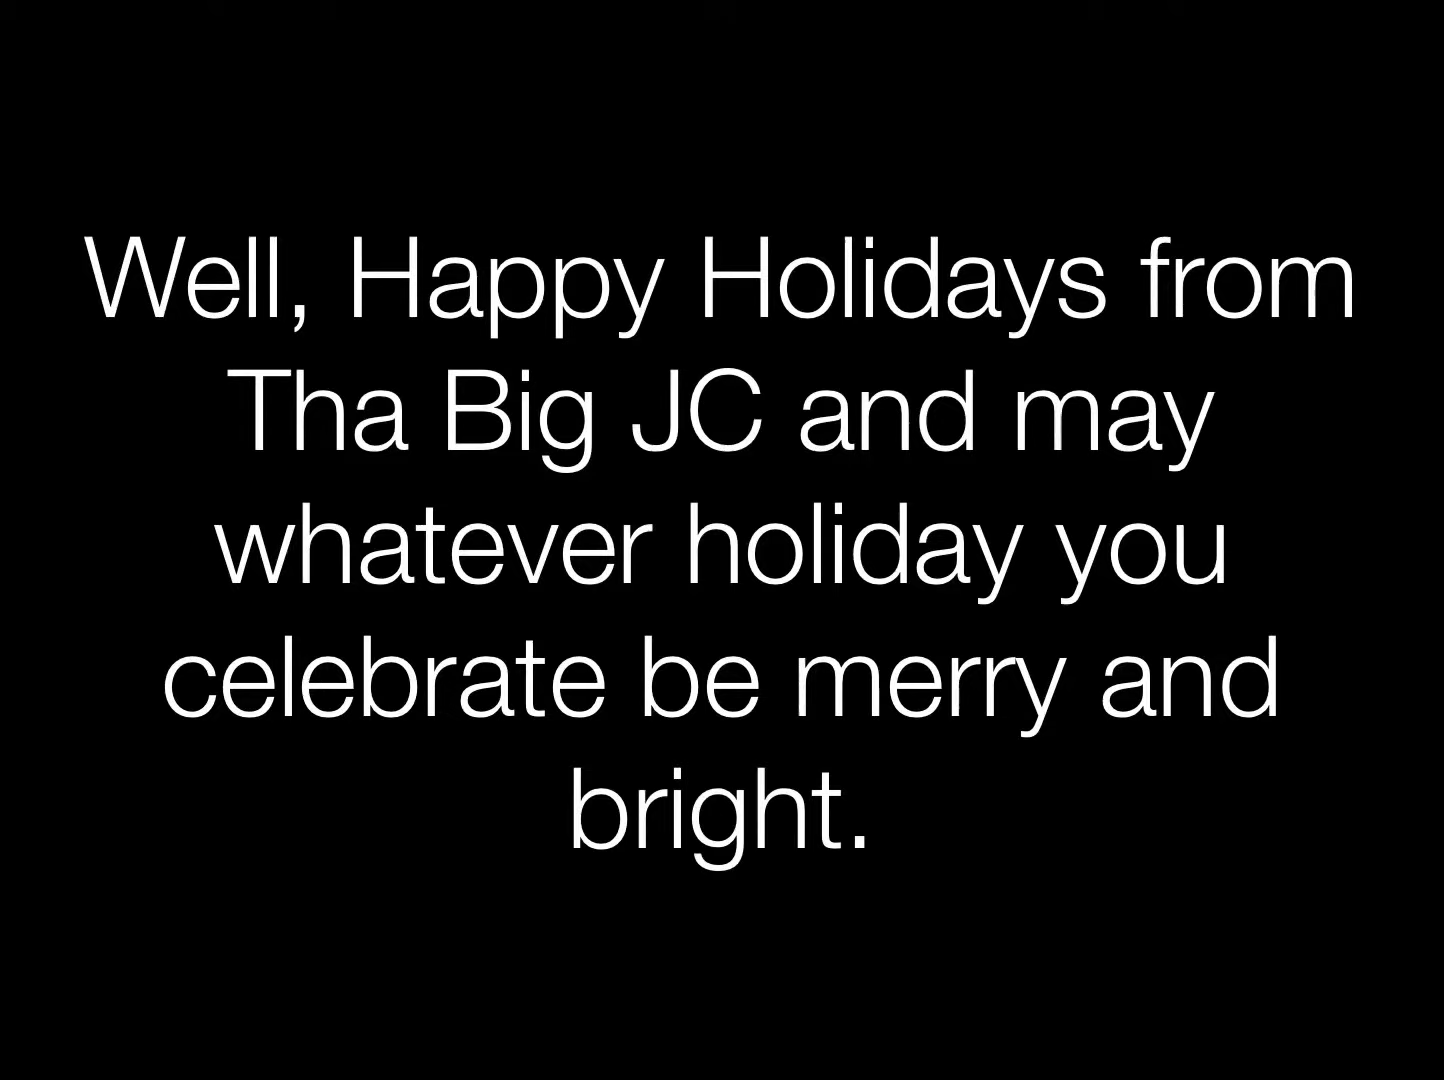 Well, Happy Holidays from
Tha Big JC and may
whatever holiday you
celebrate be merry and
bright.